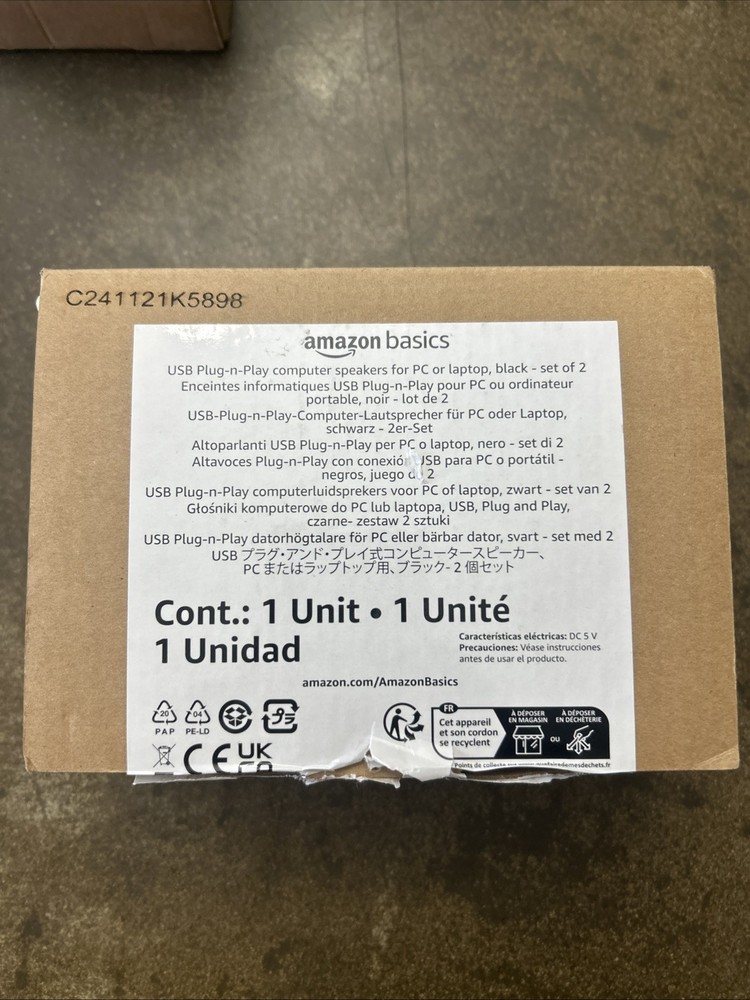 C241121K5898
amazon basics
USB Plug-n-Play computer speakers for PC or laptop, black - set of 2
Enceintes informatiques USB Plug-n-Play pour PC ou ordinateur
portable, noir - lot de 2
USB-Plug-n-Play-Computer-Lautsprecher für PC oder Laptop,
schwarz - 2er-Set
Altoparlanti USB Plug-n-Play per PC o laptop, nero - set di 2
Altavoces Plug-n-Play con conexió USB para PC o portátil -
negros, juego d 2
USB Plug-n-Play computerluidsprekers voor PC of laptop, zwart - set van 2
Głośniki komputerowe do PC lub laptopa, USB, Plug and Play,
czarne- zestaw 2 sztuki
USB Plug-n-Play datorhögtalare för PC eller bärbar dator, svart - set med 2
USB プラグ・アンド・プレイ式コンピュータースピーカー、
PC またはラップトップ用、ブラック- 2 個セット
Cont.: 1 Unit • 1 Unité
1 Unidad
Características eléctricas: DC 5 V
Precauciones: Véase instrucciones
antes de usar el producto.
amazon.com/AmazonBasics
20
PAP
04
PE-LD
プラ
CE
UK
CA
FR
Cet appareil
et son cordon
se recyclent
À DÉPOSER
EN MAGASIN
OU
À DÉPOSER
EN DÉCHÈTERIE
Points de collecte